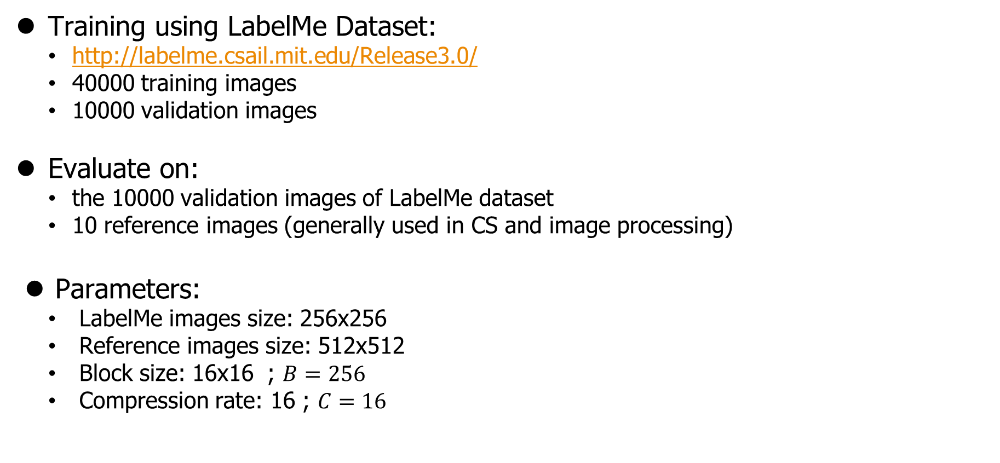 ● Training using LabelMe Dataset:
• http://labelme.csail.mit.edu/Release3.0/
• 40000 training images
• 10000 validation images
● Evaluate on:
• the 10000 validation images of LabelMe dataset
• 10 reference images (generally used in CS and image processing)
● Parameters:
• LabelMe images size: 256x256
• Reference images size: 512x512
• Block size: 16x16 ; B = 256
• Compression rate: 16 ; C = 16